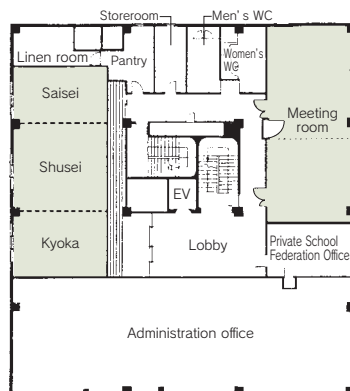 Storeroom
Men's WC
Linen room
Pantry
Women's
WC
Saisei
Meeting
room
Shusei
EV
Kyoka
Lobby
Private School
Federation Office
Administration office